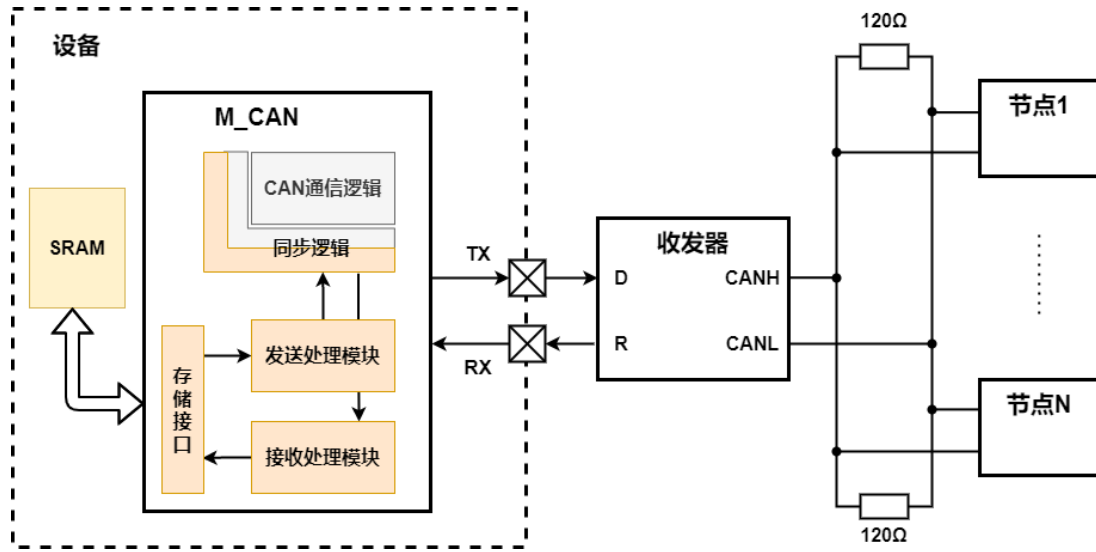 设备
M_CAN
CAN通信逻辑
同步逻辑
SRAM
存储接口
发送处理模块
接收处理模块
TX
RX
收发器
D
CANH
R
CANL
120Ω
节点1
节点N
120Ω